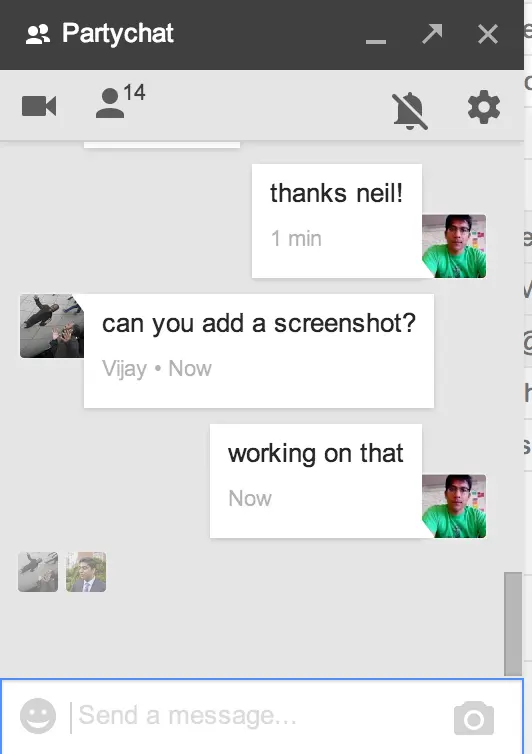 Partychat
14
thanks neil!
1 min
can you add a screenshot?
Vijay • Now
working on that
Now
Send a message...